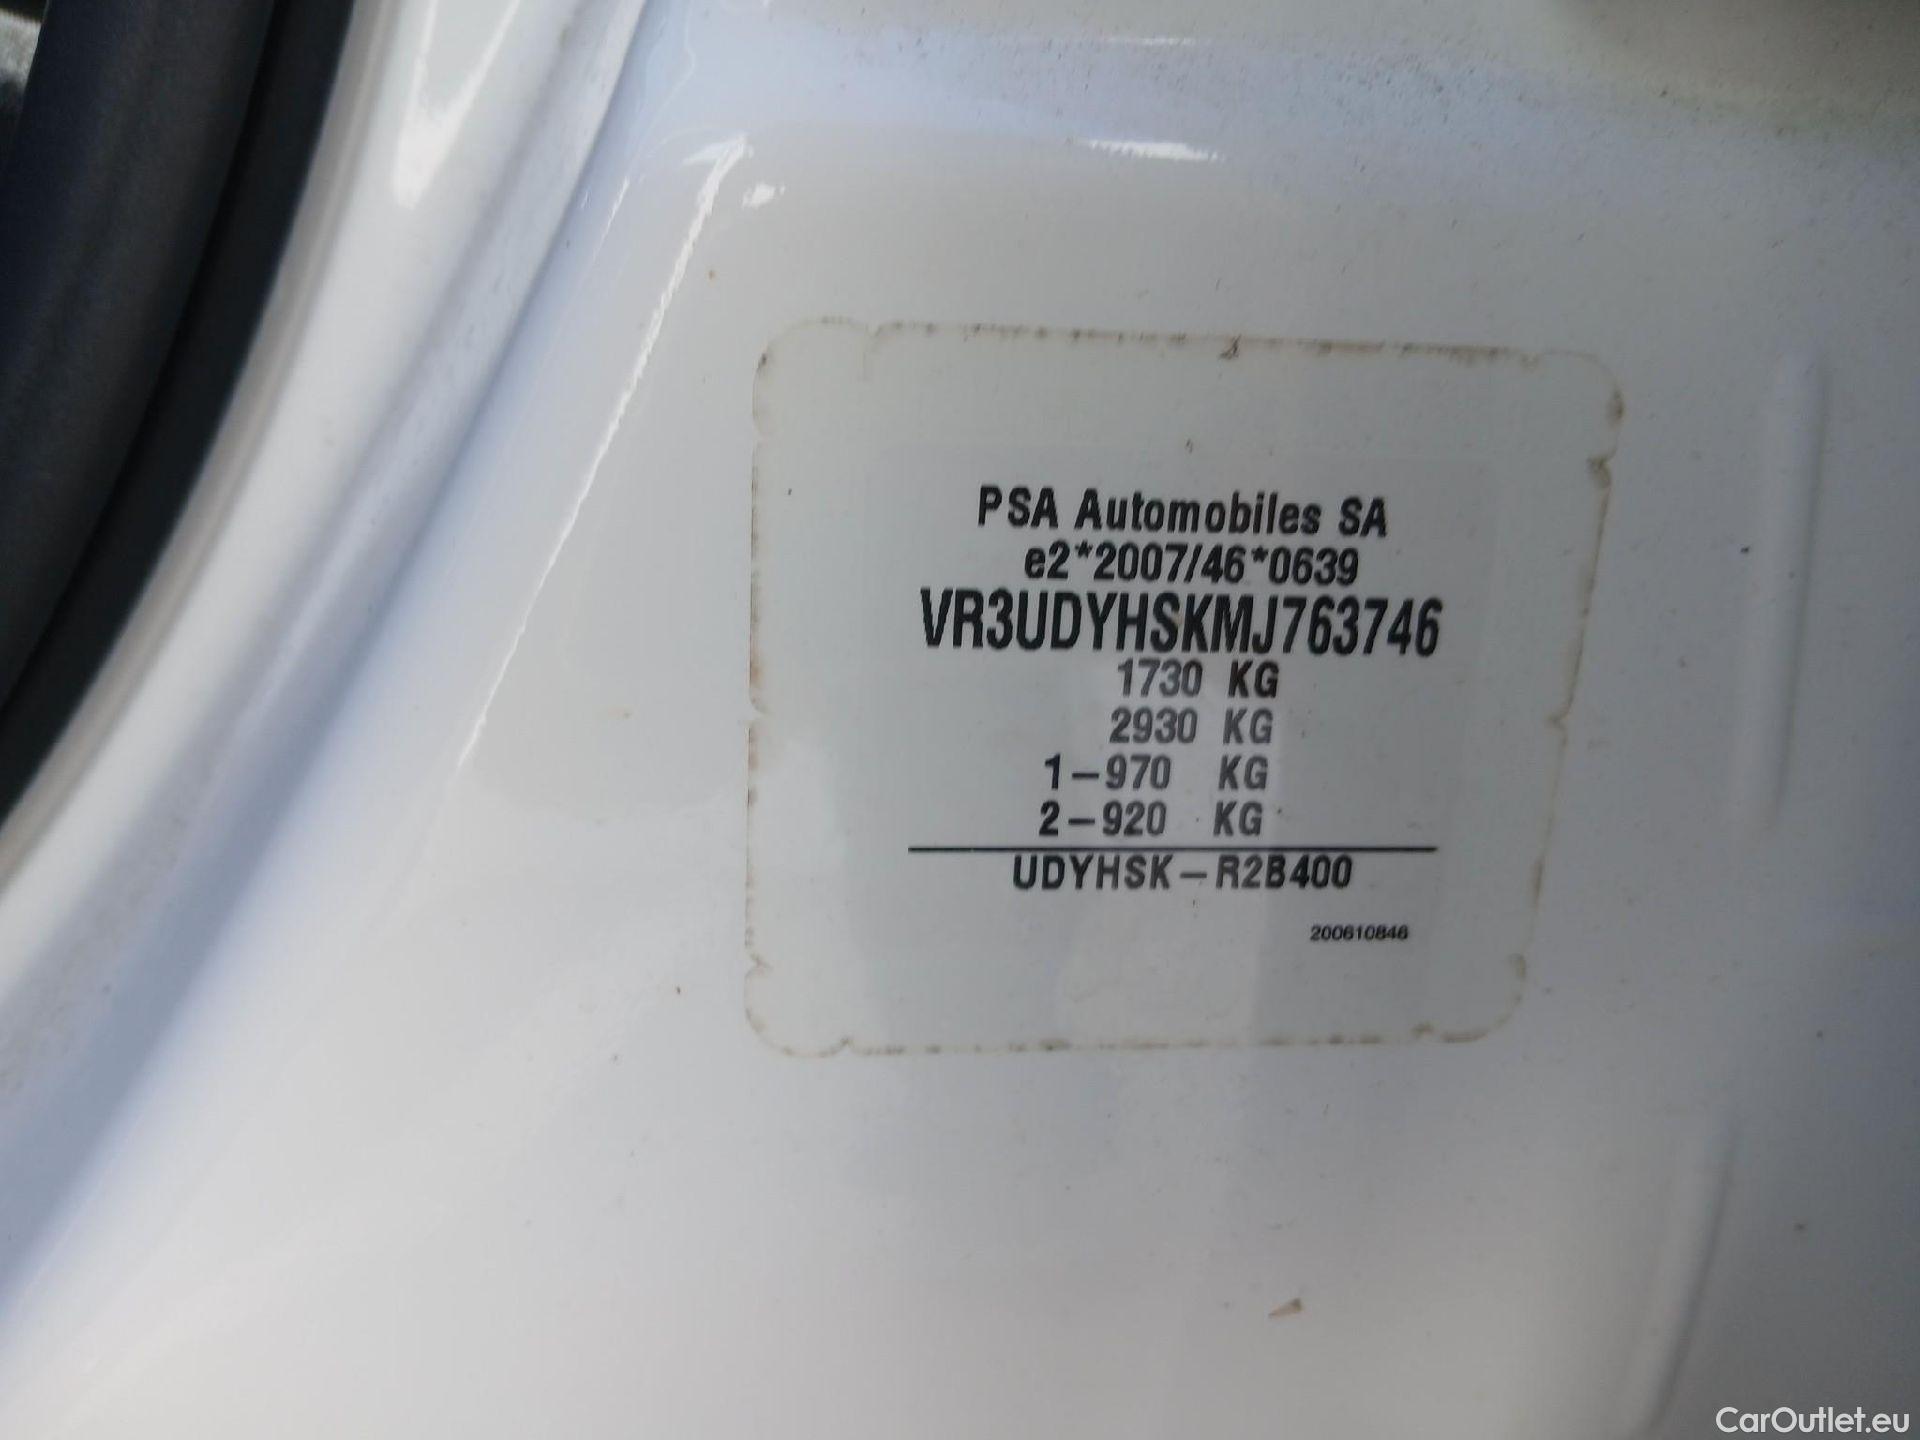 PSA Automobiles SA
e2*2007/46*0639
VR3UDYHSKMJ763746
1730 KG
2930 KG
1-970 KG
2-920 KG
UDYHSK-R2B400
200610846
CarOutlet.eu